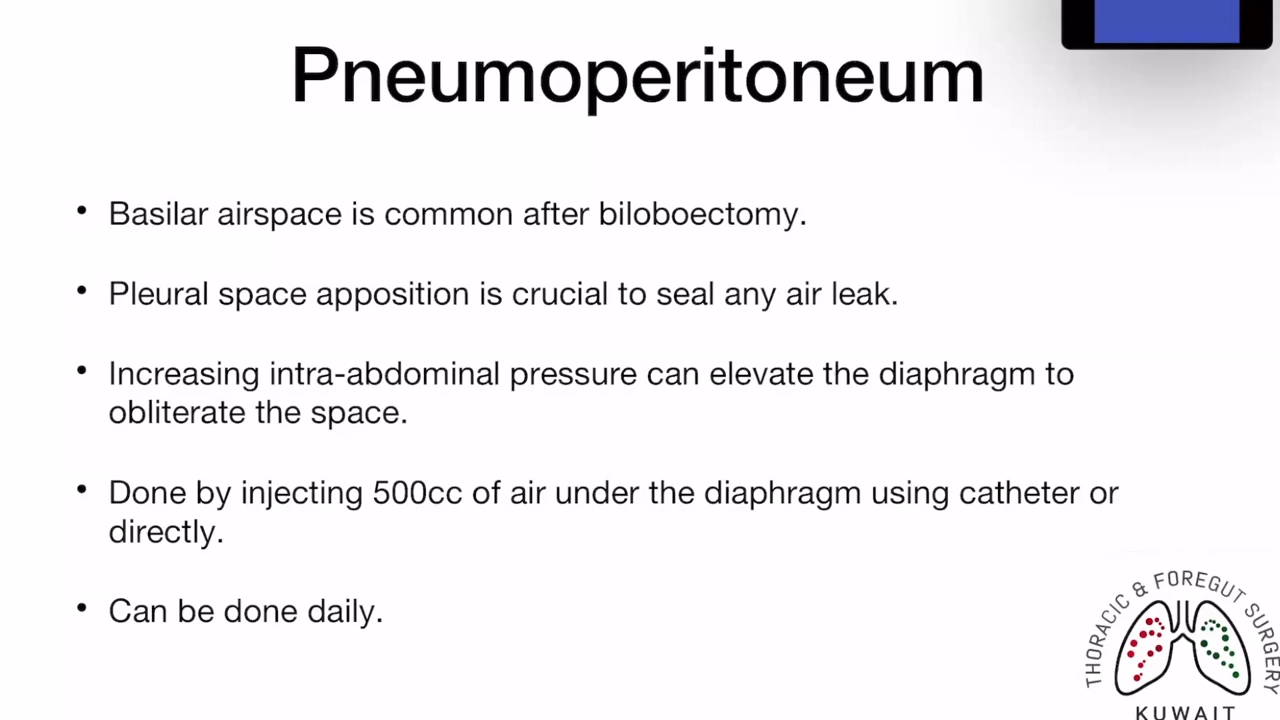 Pneumoperitoneum
• Basilar airspace is common after biloboectomy.
• Pleural space apposition is crucial to seal any air leak.
• Increasing intra-abdominal pressure can elevate the diaphragm to
obliterate the space.
• Done by injecting 500cc of air under the diaphragm using catheter or
directly.
• Can be done daily.
THORACIC & FOREGUT SURGERY
KUWAIT